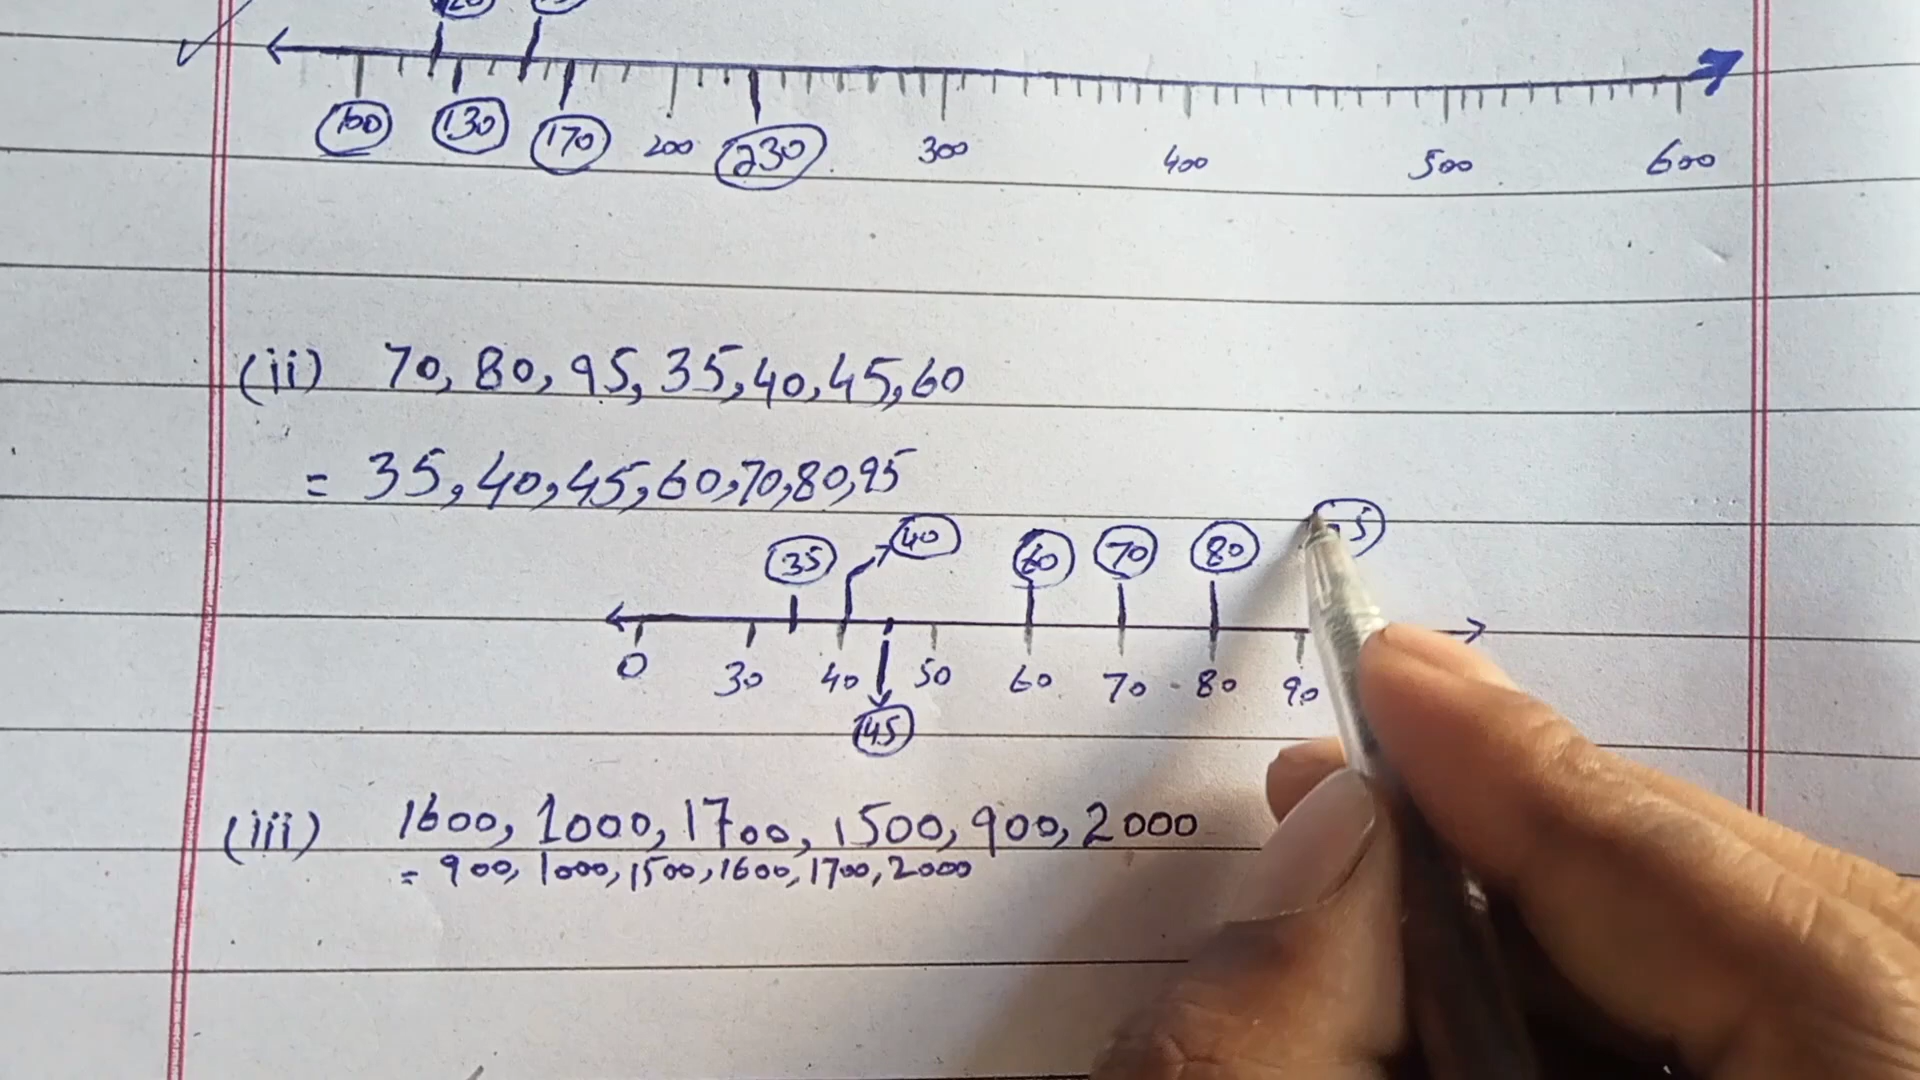 100 130 170 200 230 300 400 500 600
(ii) 70, 80, 95, 35, 40, 45, 60
= 35, 40, 45, 60, 70, 80, 95
35 40 60 70 80
0 30 40 50 60 70 80 90
45
(iii) 1600, 1000, 1700, 1500, 900, 2000
= 900, 1000, 1500, 1600, 1700, 2000